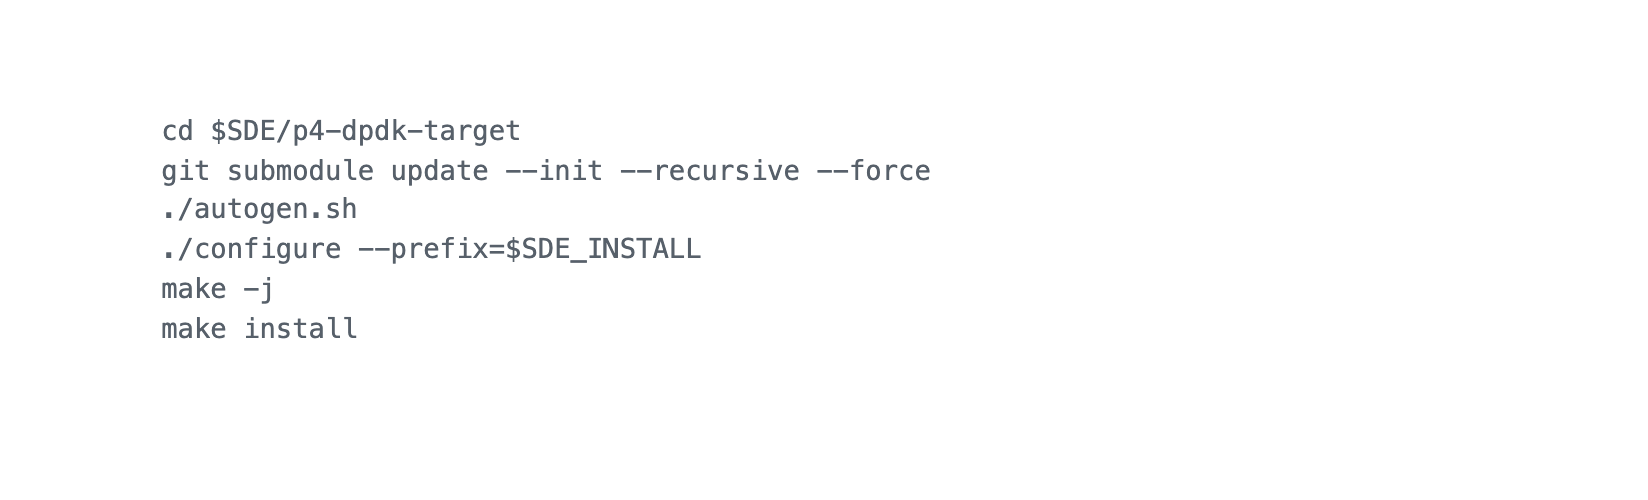 cd $SDE/p4-dpdk-target
git submodule update --init --recursive --force
./autogen.sh
./configure --prefix=$SDE_INSTALL
make -j
make install